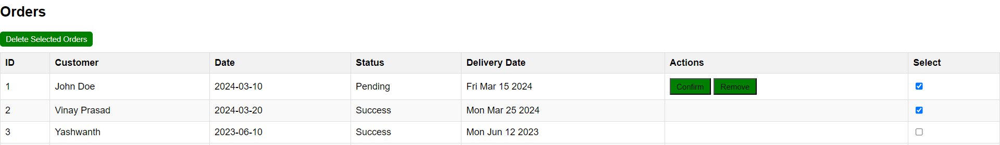 Orders
Delete Selected Orders
ID Customer Date Status Delivery Date Actions Select
1 John Doe 2024-03-10 Pending Fri Mar 15 2024 Confirm Remove
2 Vinay Prasad 2024-03-20 Success Mon Mar 25 2024
3 Yashwanth 2023-06-10 Success Mon Jun 12 2023